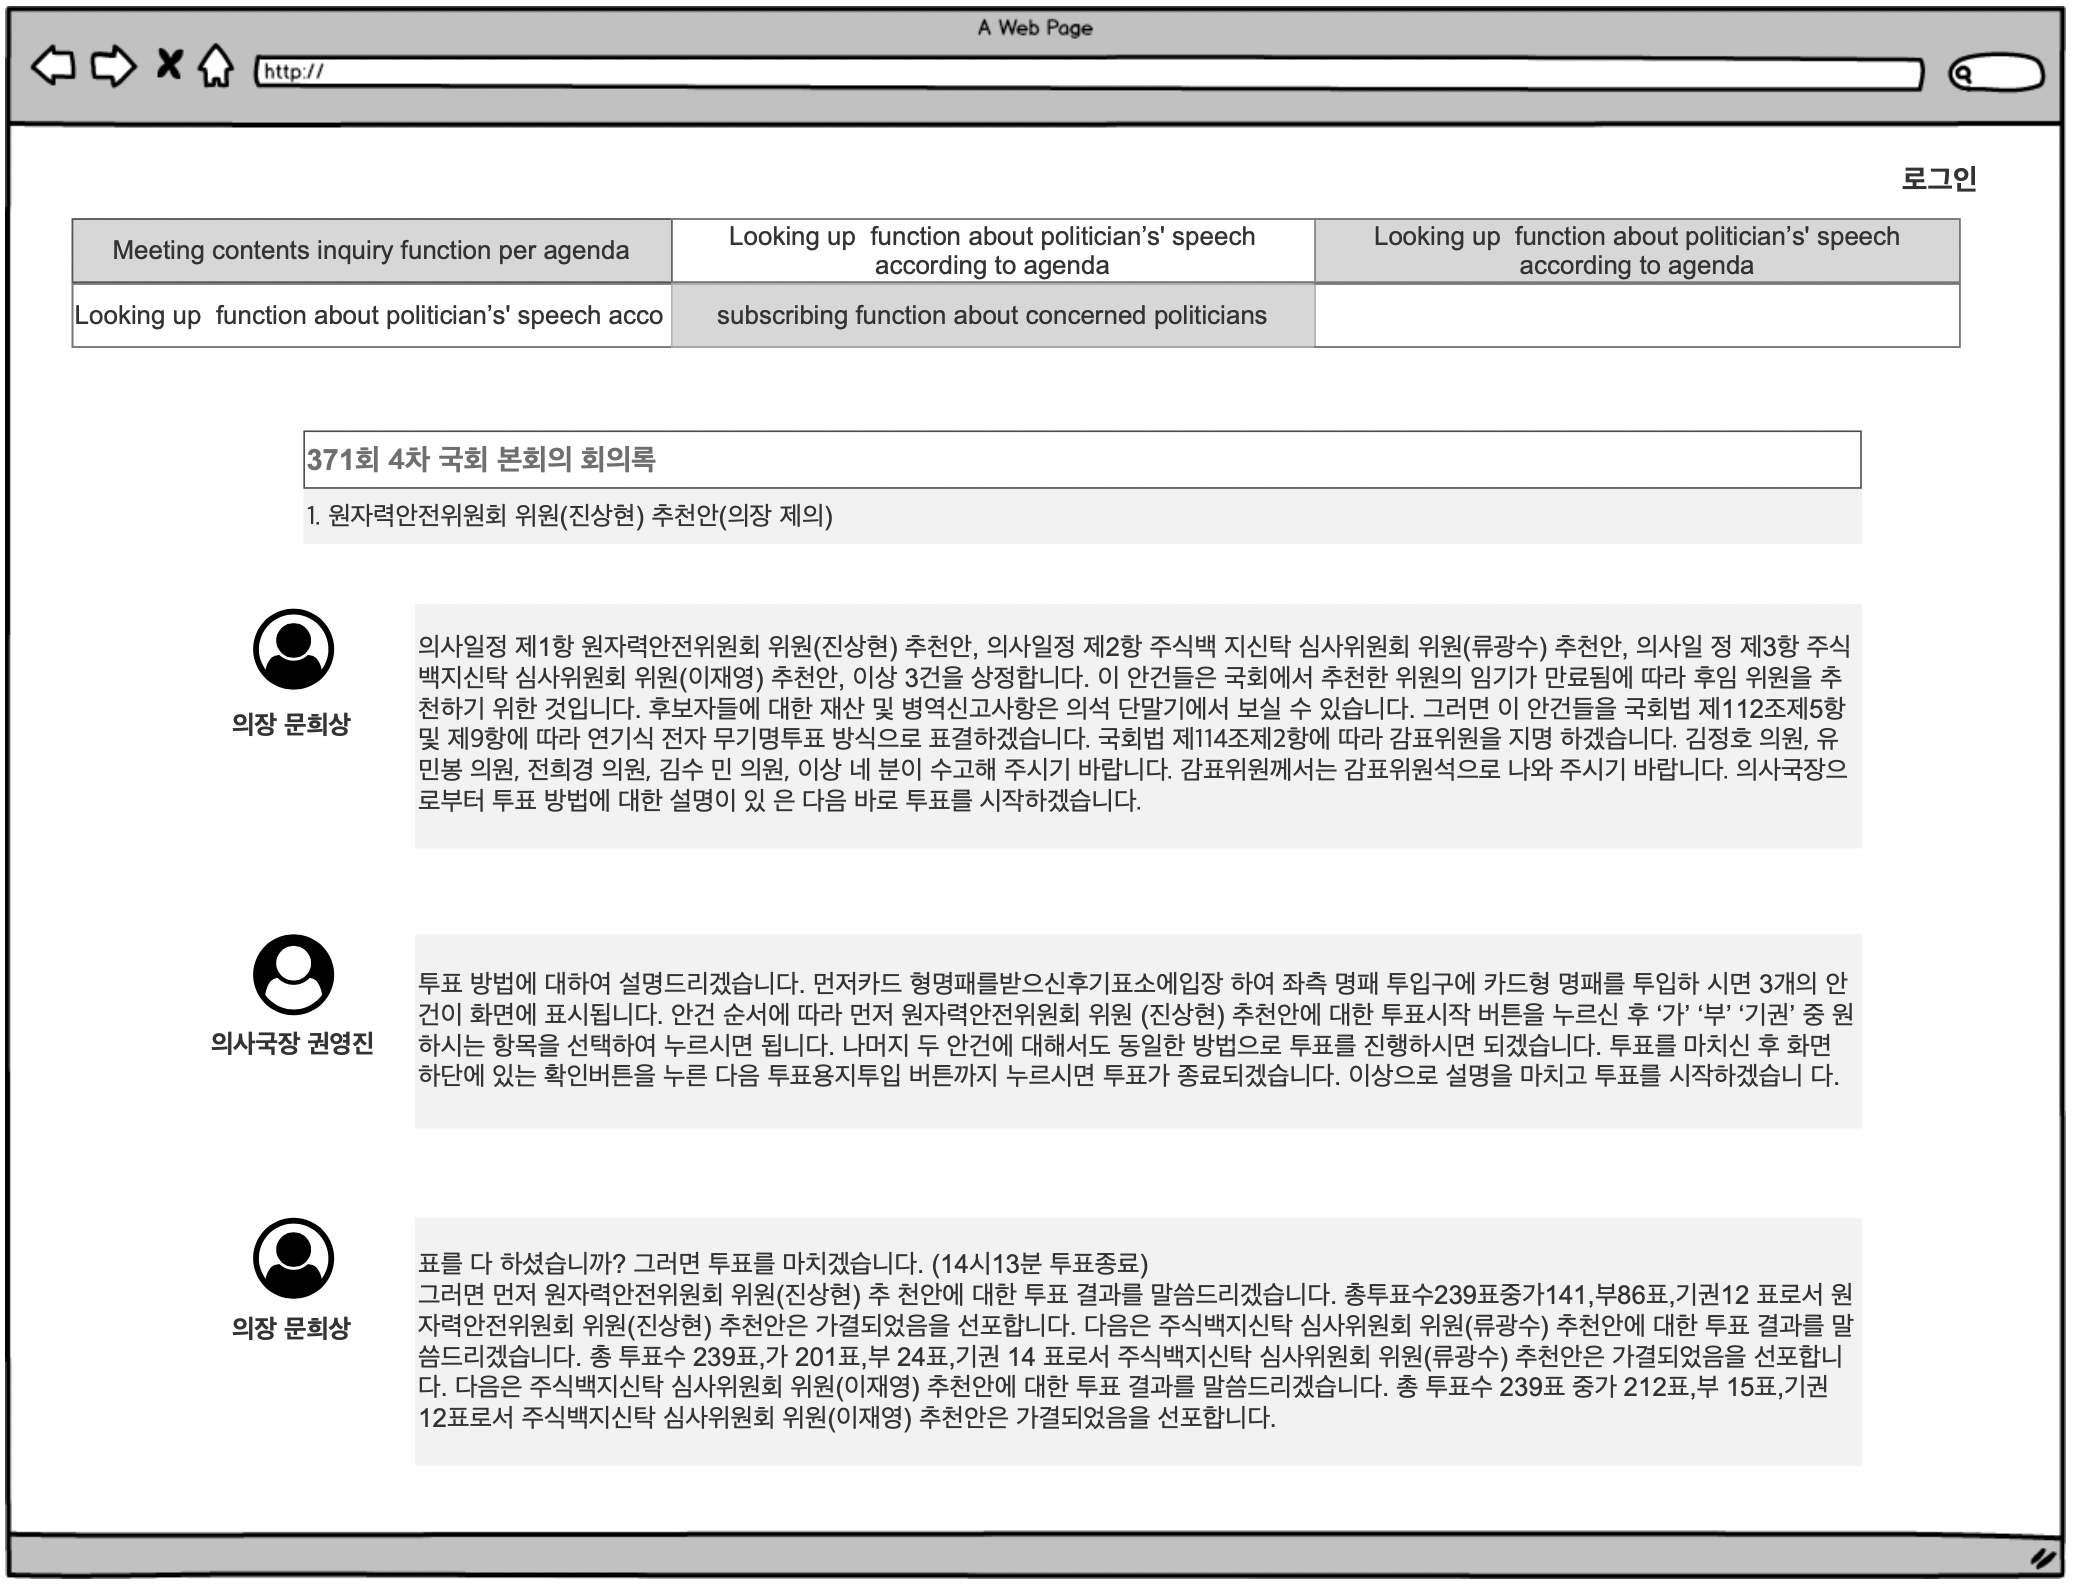 A Web Page
http://
로그인
Meeting contents inquiry function per agenda
Looking up  function about politician’s' speech
according to agenda
Looking up  function about politician’s' speech
according to agenda
Looking up  function about politician’s' speech acco
subscribing function about concerned politicians
371회 4차 국회 본회의 회의록
1. 원자력안전위원회 위원(진상현) 추천안(의장 제의)
의장 문희상
의사일정 제1항 원자력안전위원회 위원(진상현) 추천안, 의사일정 제2항 주식백 지신탁 심사위원회 위원(류광수) 추천안, 의사일 정 제3항 주식
백지신탁 심사위원회 위원(이재영) 추천안, 이상 3건을 상정합니다. 이 안건들은 국회에서 추천한 위원의 임기가 만료됨에 따라 후임 위원을 추
천하기 위한 것입니다. 후보자들에 대한 재산 및 병역신고사항은 의석 단말기에서 보실 수 있습니다. 그러면 이 안건들을 국회법 제112조제5항
및 제9항에 따라 연기식 전자 무기명투표 방식으로 표결하겠습니다. 국회법 제114조제2항에 따라 감표위원을 지명 하겠습니다. 김정호 의원, 유
민봉 의원, 전희경 의원, 김수 민 의원, 이상 네 분이 수고해 주시기 바랍니다. 감표위원께서는 감표위원석으로 나와 주시기 바랍니다. 의사국장으
로부터 투표 방법에 대한 설명이 있 은 다음 바로 투표를 시작하겠습니다.
의사국장 권영진
투표 방법에 대하여 설명드리겠습니다. 먼저카드 형명패를받으신후기표소에입장 하여 좌측 명패 투입구에 카드형 명패를 투입하 시면 3개의 안
건이 화면에 표시됩니다. 안건 순서에 따라 먼저 원자력안전위원회 위원 (진상현) 추천안에 대한 투표시작 버튼을 누르신 후 ‘가’ ‘부’ ‘기권’ 중 원
하시는 항목을 선택하여 누르시면 됩니다. 나머지 두 안건에 대해서도 동일한 방법으로 투표를 진행하시면 되겠습니다. 투표를 마치신 후 화면
하단에 있는 확인버튼을 누른 다음 투표용지투입 버튼까지 누르시면 투표가 종료되겠습니다. 이상으로 설명을 마치고 투표를 시작하겠습니 다.
의장 문희상
표를 다 하셨습니까? 그러면 투표를 마치겠습니다. (14시13분 투표종료)
그러면 먼저 원자력안전위원회 위원(진상현) 추 천안에 대한 투표 결과를 말씀드리겠습니다. 총투표수239표중가141,부86표,기권12 표로서 원
자력안전위원회 위원(진상현) 추천안은 가결되었음을 선포합니다. 다음은 주식백지신탁 심사위원회 위원(류광수) 추천안에 대한 투표 결과를 말
씀드리겠습니다. 총 투표수 239표,가 201표,부 24표,기권 14 표로서 주식백지신탁 심사위원회 위원(류광수) 추천안은 가결되었음을 선포합니
다. 다음은 주식백지신탁 심사위원회 위원(이재영) 추천안에 대한 투표 결과를 말씀드리겠습니다. 총 투표수 239표 중가 212표,부 15표,기권
12표로서 주식백지신탁 심사위원회 위원(이재영) 추천안은 가결되었음을 선포합니다.